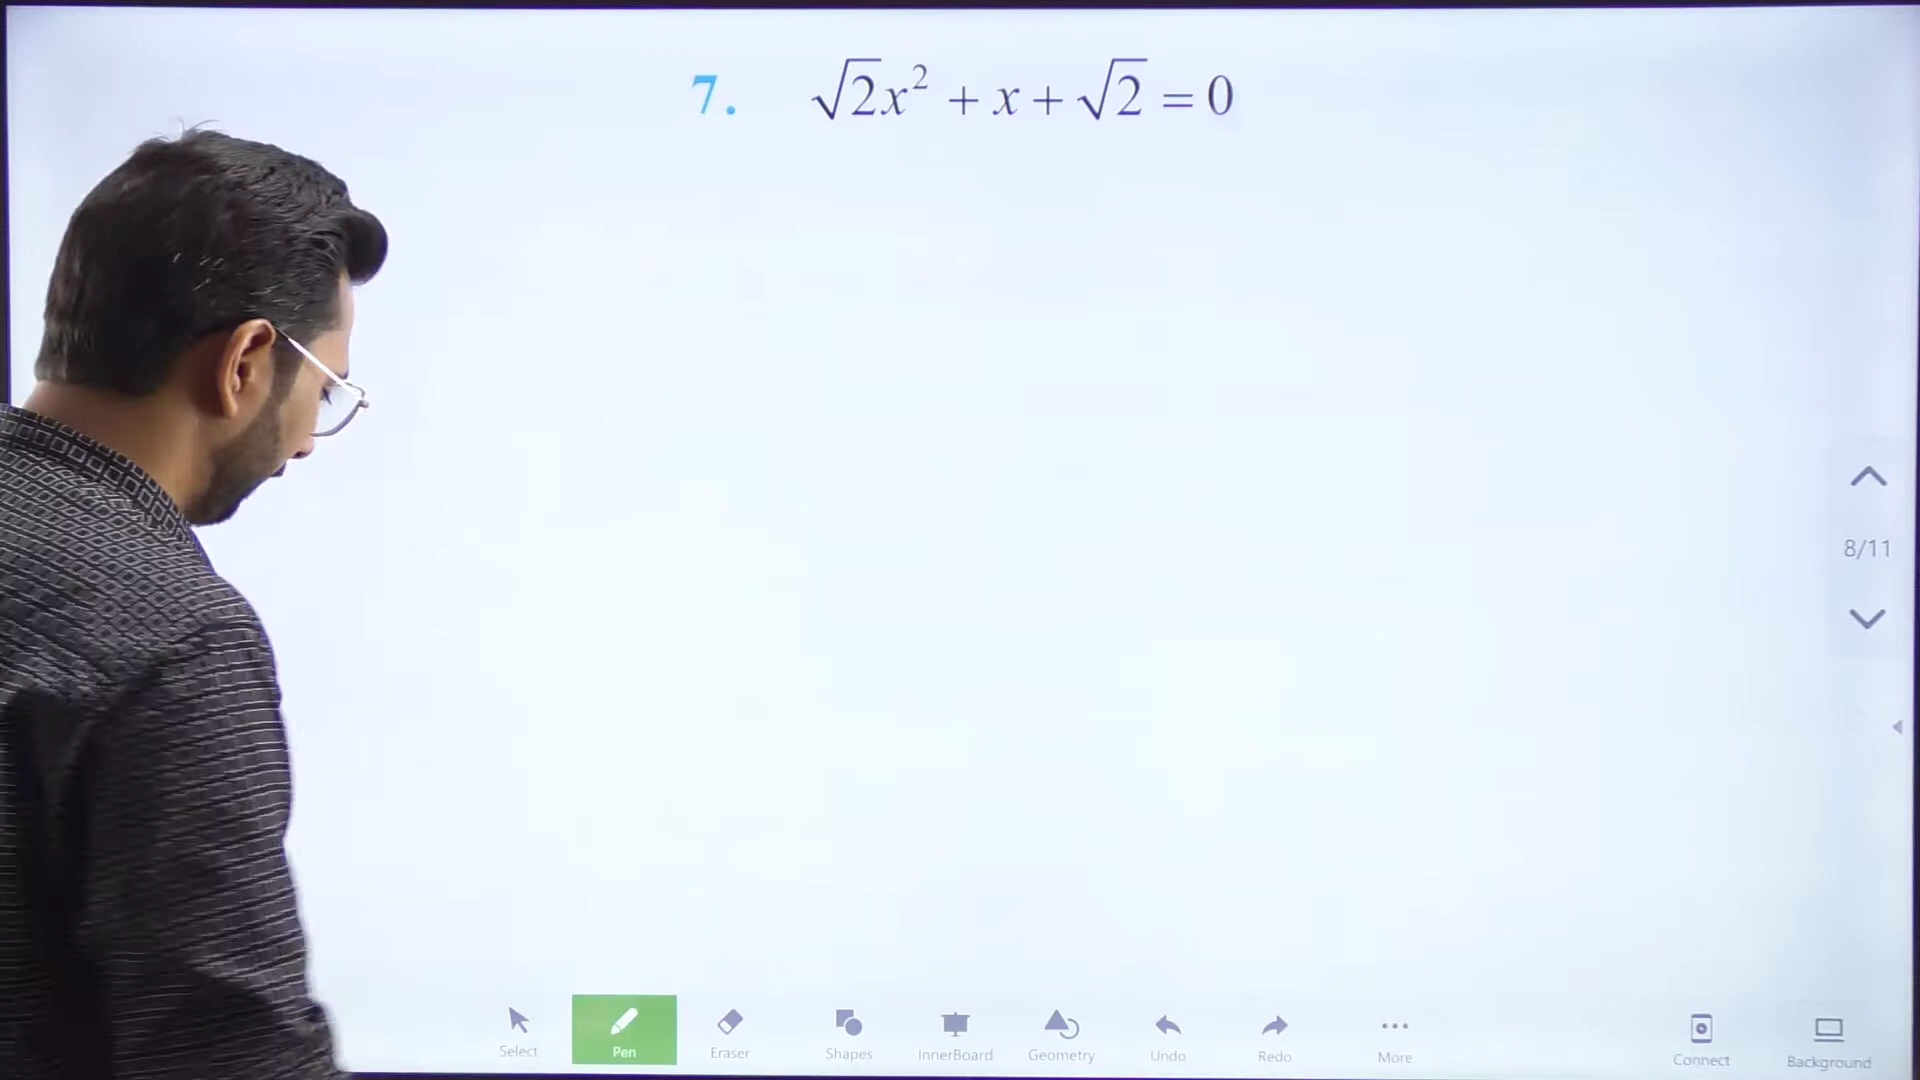 7. √2x² + x + √2 = 0
8/11
Select Pen Eraser Shapes InnerBoard Geometry Undo Redo More Connect Background